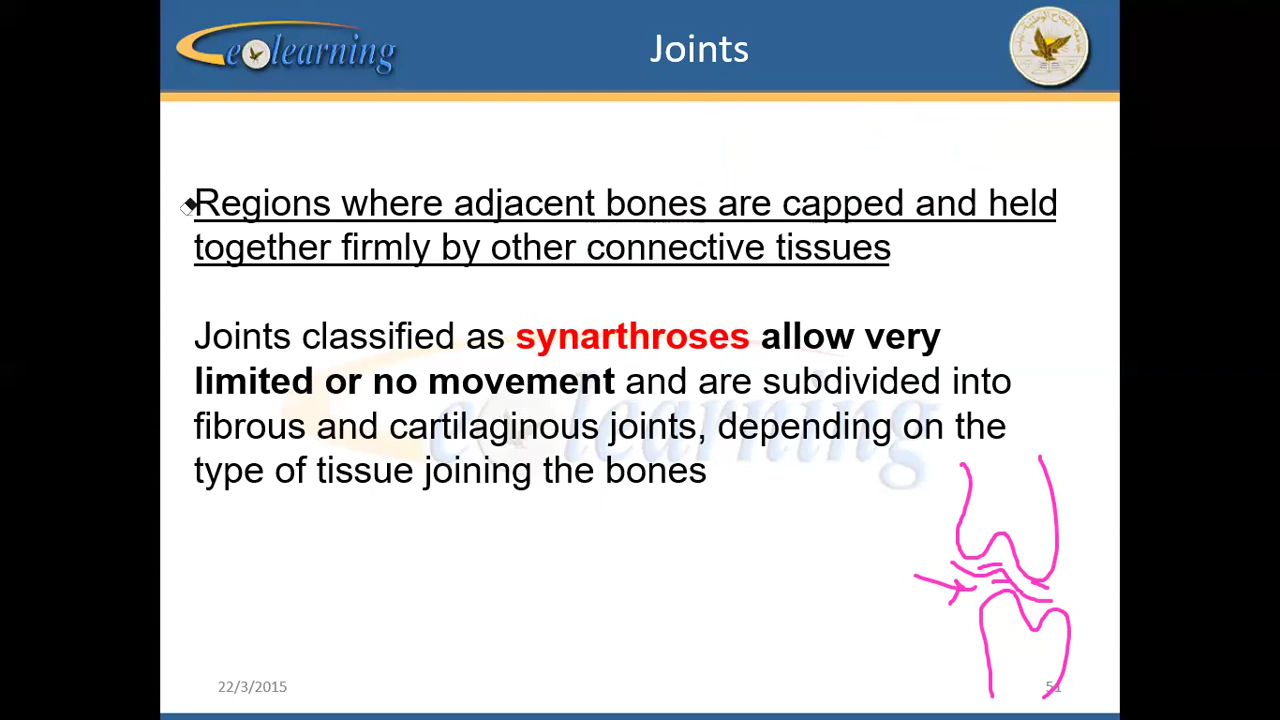 eolearning
Joints
Regions where adjacent bones are capped and held
together firmly by other connective tissues
Joints classified as synarthroses allow very
limited or no movement and are subdivided into
fibrous and cartilaginous joints, depending on the
type of tissue joining the bones
eolearning
22/3/2015
51